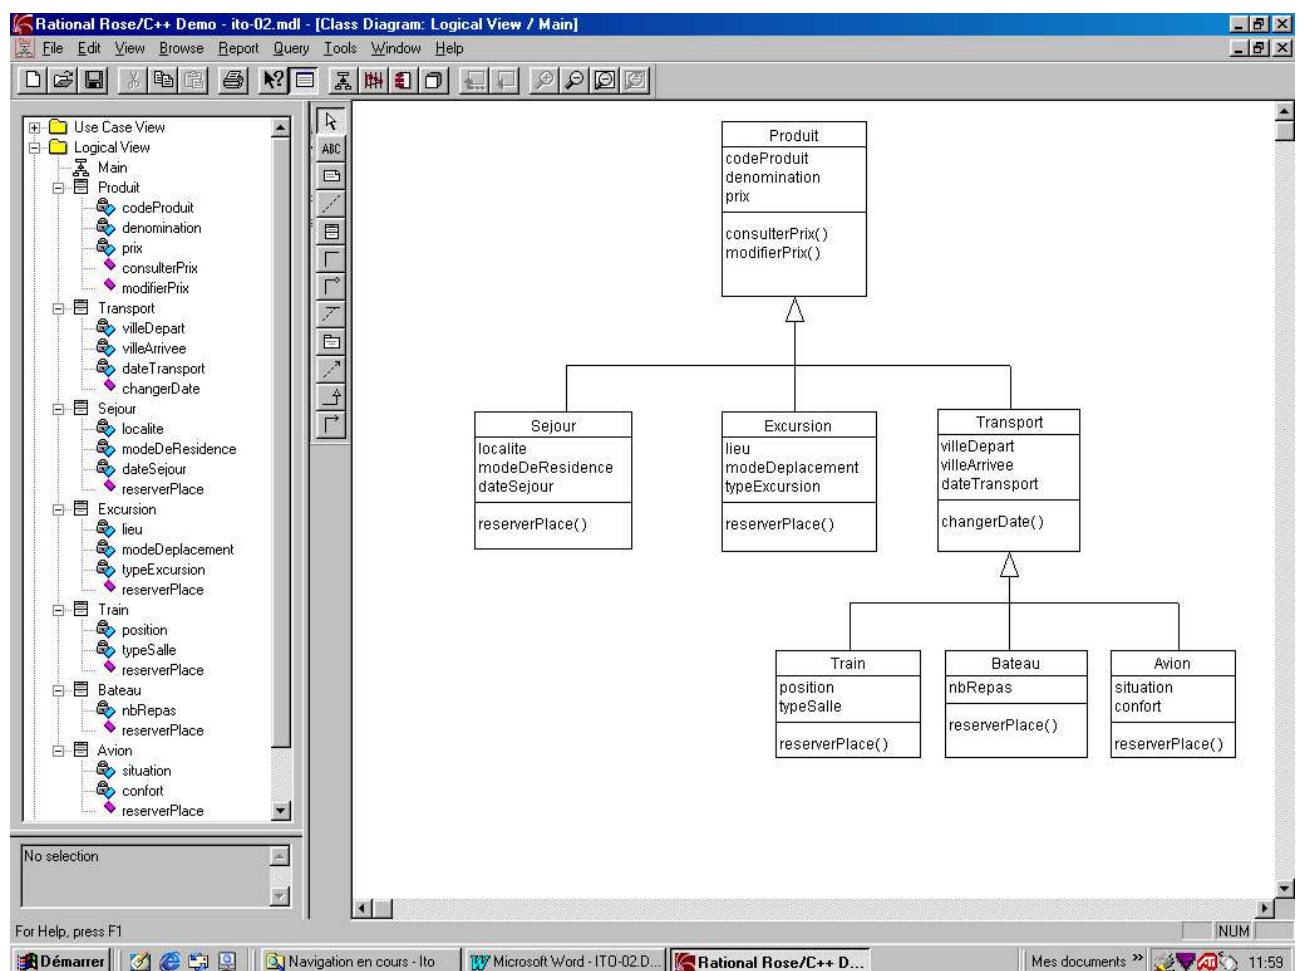 Rational Rose/C++ Demo - ito-02.mdl - [Class Diagram: Logical View / Main]
File Edit View Browse Report Query Tools Window Help
Use Case View
Logical View
Main
Produit
codeProduit
denomination
prix
consulterPrix
modifierPrix
Transport
villeDepart
villeArrivee
dateTransport
changerDate
Sejour
localite
modeDeResidence
dateSejour
reserverPlace
Excursion
lieu
modeDeplacement
typeExcursion
reserverPlace
Train
position
typeSalle
reserverPlace
Bateau
nbRepas
reserverPlace
Avion
situation
confort
reserverPlace
No selection
ABC
Produit
codeProduit
denomination
prix
consulterPrix()
modifierPrix()
Sejour
localite
modeDeResidence
dateSejour
reserverPlace()
Excursion
lieu
modeDeplacement
typeExcursion
reserverPlace()
Transport
villeDepart
villeArrivee
dateTransport
changerDate()
Train
position
typeSalle
reserverPlace()
Bateau
nbRepas
reserverPlace()
Avion
situation
confort
reserverPlace()
For Help, press F1
NUM
Démarrer
Navigation en cours - Ito
Microsoft Word - ITO-02.D...
Rational Rose/C++ D...
Mes documents »
11:59